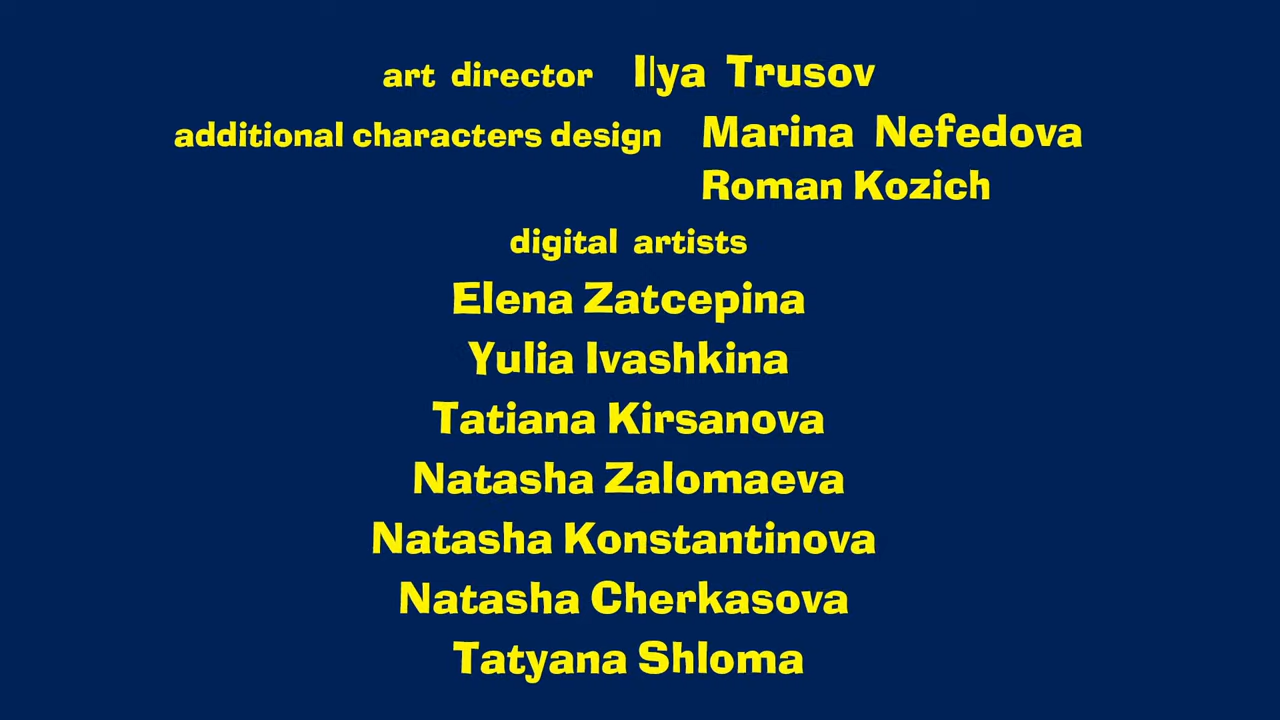 art director Ilya Trusov
additional characters design Marina Nefedova
Roman Kozich
digital artists
Elena Zatcepina
Yulia Ivashkina
Tatiana Kirsanova
Natasha Zalomaeva
Natasha Konstantinova
Natasha Cherkasova
Tatyana Shloma